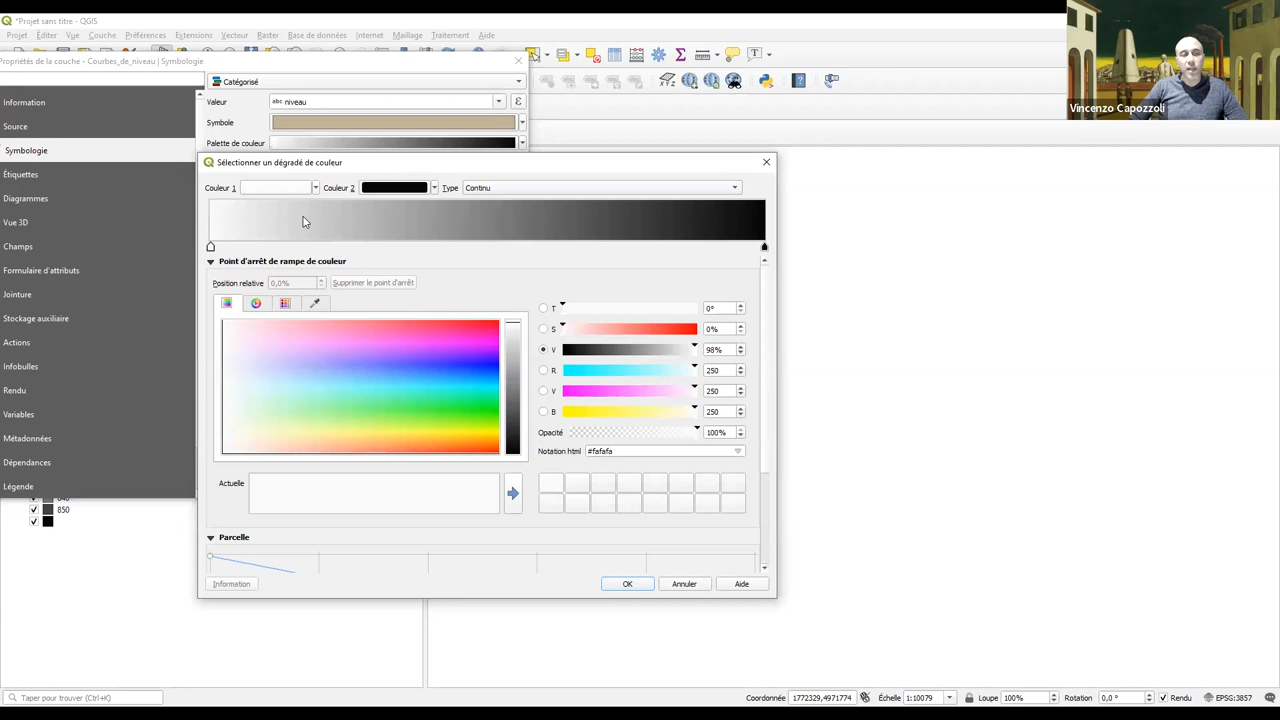 *Projet sans titre - QGIS
Projet Éditer Vue Couche Préférences Extensions Vecteur Raster Base de données Internet Maillage Traitement Aide
Propriétés de la couche - Courbes_de_niveau | Symbologie
Catégorisé
Information
Valeur abc niveau ε
Source
Symbole
Symbologie
Palette de couleur
Sélectionner un dégradé de couleur
Étiquettes
Couleur 1 Couleur 2 Type Continu
Diagrammes
Vue 3D
Champs
Point d'arrêt de rampe de couleur
Formulaire d'attributs
Position relative 0,0% Supprimer le point d'arrêt
Jointure
Stockage auxiliaire
T 0°
S 0%
Actions
V 98%
Infobulles
R 250
Rendu
V 250
Variables
B 250
Métadonnées
Opacité 100%
Notation html #fafafa
Dépendances
Légende
Actuelle
850
Parcelle
Information OK Annuler Aide
Taper pour trouver (Ctrl+K) Coordonnée 1772329,4971774 Échelle 1:10079 Loupe 100% Rotation 0,0 ° Rendu EPSG:3857
Vincenzo Capozzoli